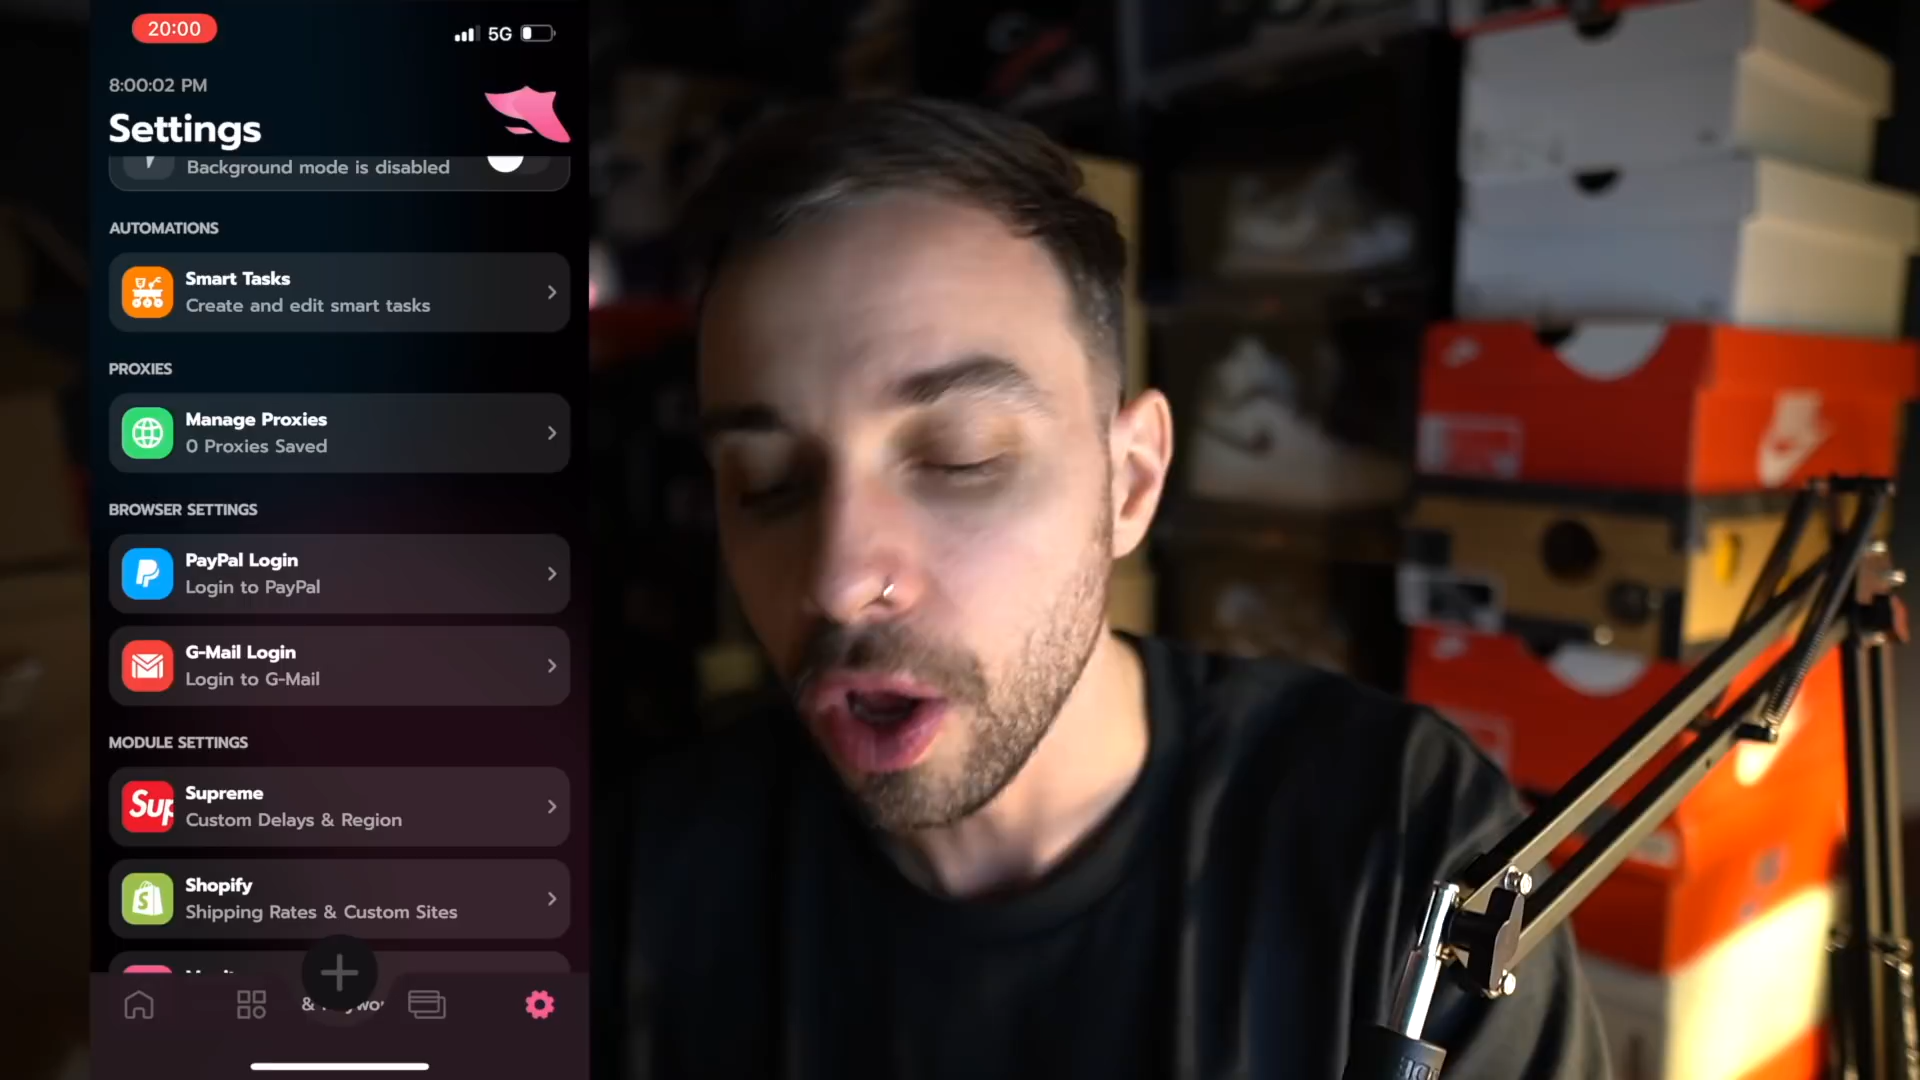 20:00
5G
8:00:02 PM
Settings
Background mode is disabled
AUTOMATIONS
Smart Tasks
Create and edit smart tasks
PROXIES
Manage Proxies
0 Proxies Saved
BROWSER SETTINGS
PayPal Login
Login to PayPal
G-Mail Login
Login to G-Mail
MODULE SETTINGS
Sup
Supreme
Custom Delays & Region
Shopify
Shipping Rates & Custom Sites